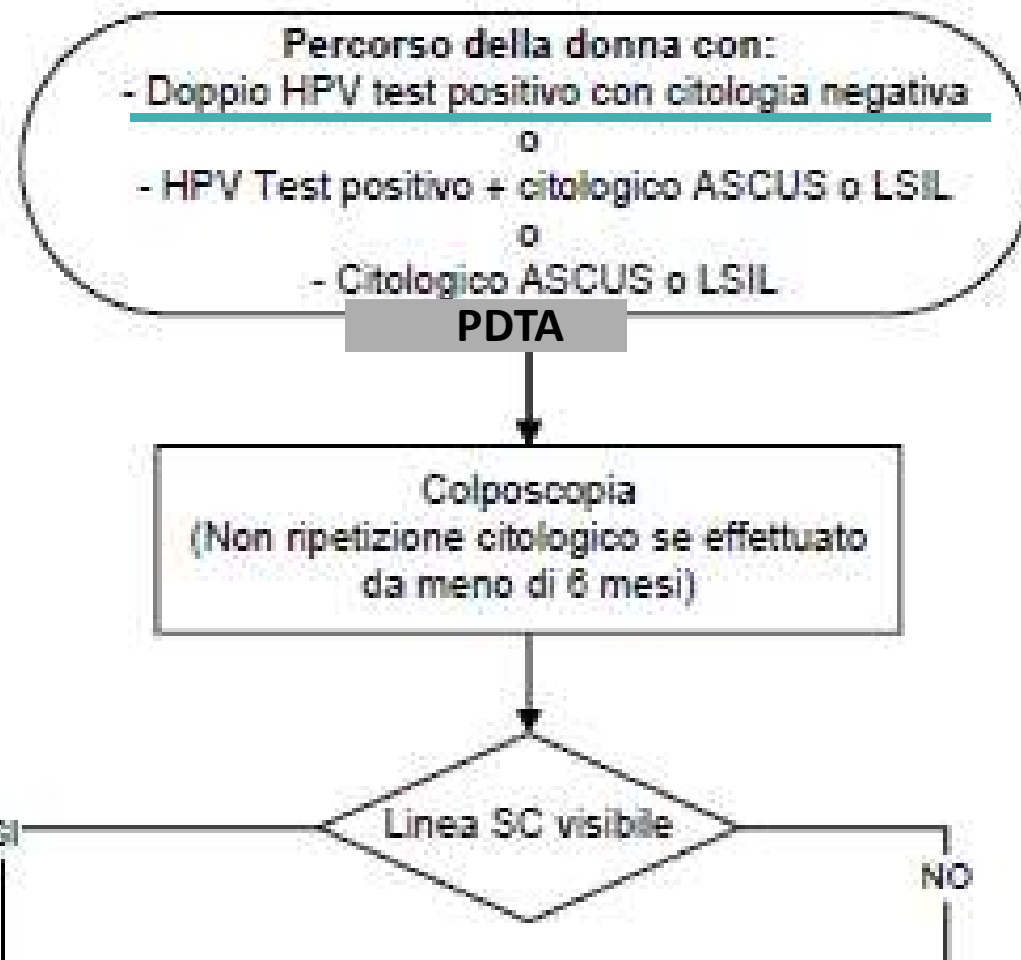 Percorso della donna con:
- Doppio HPV test positivo con citologia negativa
o
- HPV Test positivo + citologico ASCUS o LSIL
o
- Citologico ASCUS o LSIL
PDTA
Colposcopia
(Non ripetizione citologico se effettuato
da meno di 6 mesi)
Linea SC visibile
SI
NO